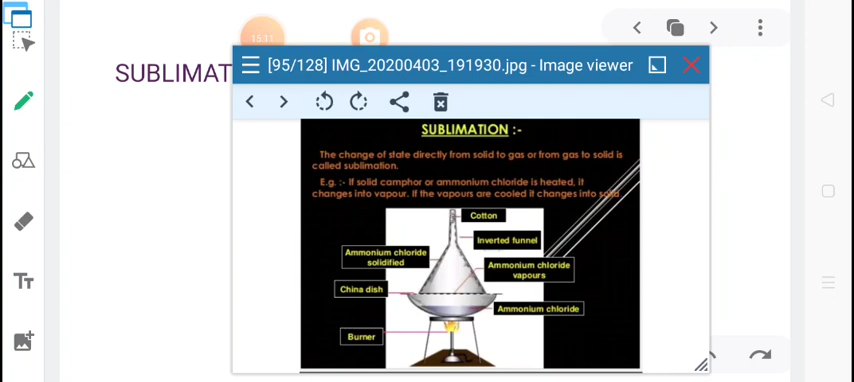 15:11
SUBLIMAT
[95/128] IMG_20200403_191930.jpg - Image viewer
SUBLIMATION :-
The change of state directly from solid to gas or from gas to solid is
called sublimation.
E.g. :- If solid camphor or ammonium chloride is heated, it
changes into vapour. If the vapours are cooled it changes into solid
Cotton
Inverted funnel
Ammonium chloride
solidified
Ammonium chloride
vapours
China dish
Ammonium chloride
Burner
TT